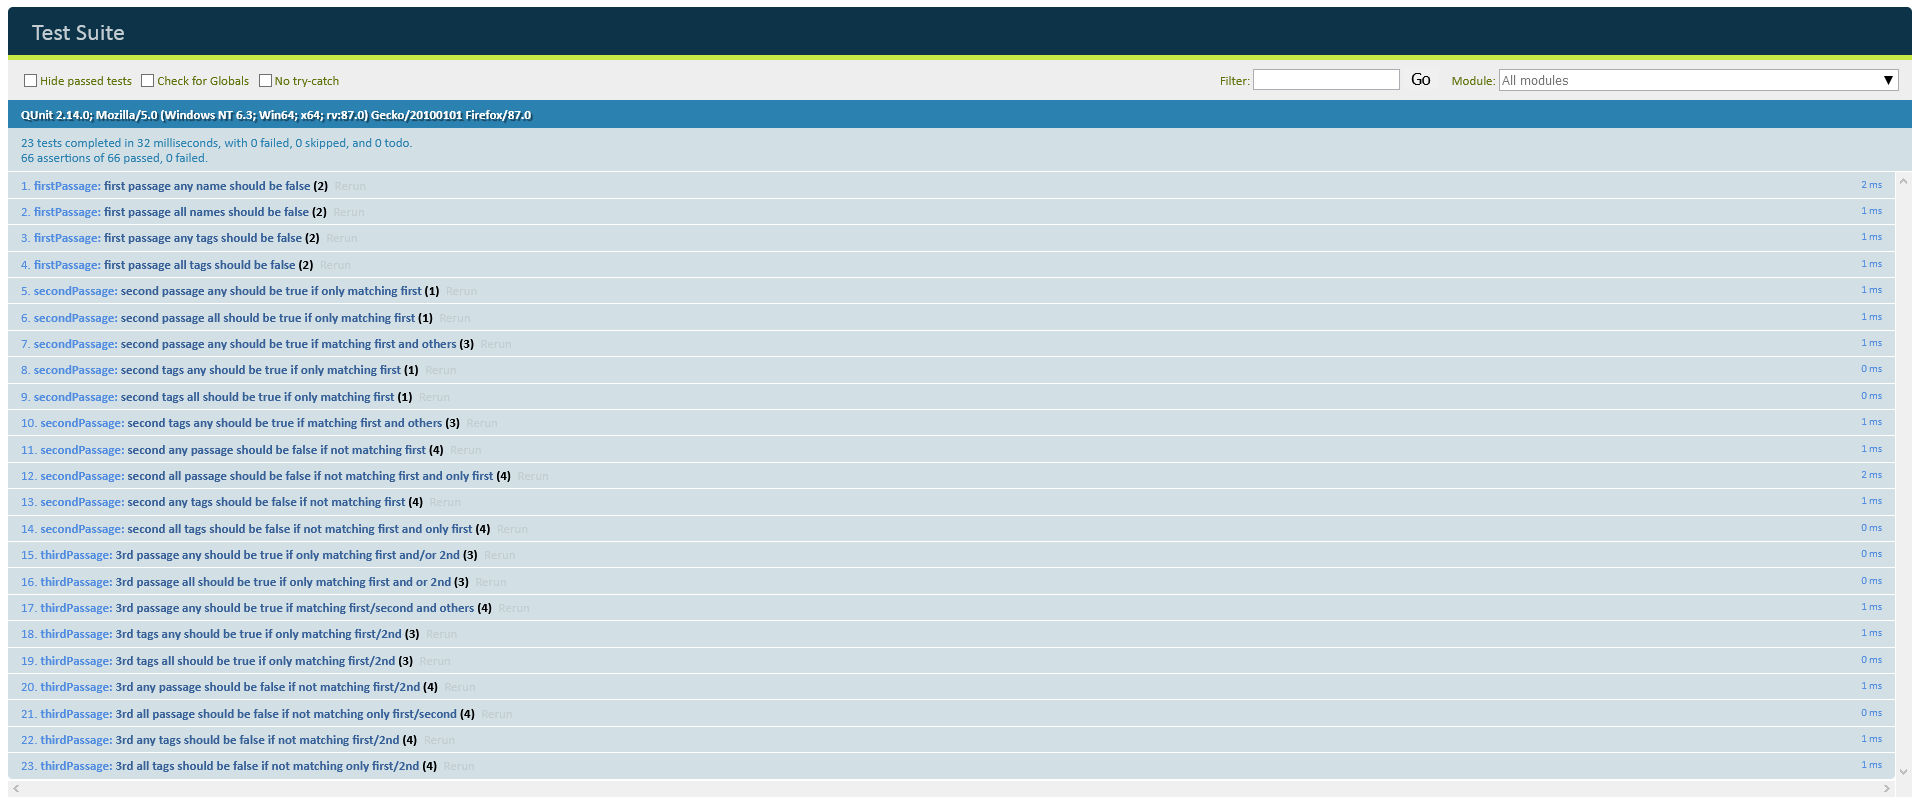 Test Suite
Hide passed tests Check for Globals No try-catch Filter: Go Module: All modules ▼
QUnit 2.14.0; Mozilla/5.0 (Windows NT 6.3; Win64; x64; rv:87.0) Gecko/20100101 Firefox/87.0
23 tests completed in 32 milliseconds, with 0 failed, 0 skipped, and 0 todo.
66 assertions of 66 passed, 0 failed.
1. firstPassage: first passage any name should be false (2) Rerun 2 ms
2. firstPassage: first passage all names should be false (2) Rerun 1 ms
3. firstPassage: first passage any tags should be false (2) Rerun 1 ms
4. firstPassage: first passage all tags should be false (2) Rerun 1 ms
5. secondPassage: second passage any should be true if only matching first (1) Rerun 1 ms
6. secondPassage: second passage all should be true if only matching first (1) Rerun 1 ms
7. secondPassage: second passage any should be true if matching first and others (3) Rerun 1 ms
8. secondPassage: second tags any should be true if only matching first (1) Rerun 0 ms
9. secondPassage: second tags all should be true if only matching first (1) Rerun 0 ms
10. secondPassage: second tags any should be true if matching first and others (3) Rerun 1 ms
11. secondPassage: second any passage should be false if not matching first (4) Rerun 1 ms
12. secondPassage: second all passage should be false if not matching first and only first (4) Rerun 2 ms
13. secondPassage: second any tags should be false if not matching first (4) Rerun 1 ms
14. secondPassage: second all tags should be false if not matching first and only first (4) Rerun 0 ms
15. thirdPassage: 3rd passage any should be true if only matching first and/or 2nd (3) Rerun 0 ms
16. thirdPassage: 3rd passage all should be true if only matching first and or 2nd (3) Rerun 0 ms
17. thirdPassage: 3rd passage any should be true if matching first/second and others (4) Rerun 1 ms
18. thirdPassage: 3rd tags any should be true if only matching first/2nd (3) Rerun 1 ms
19. thirdPassage: 3rd tags all should be true if only matching first/2nd (3) Rerun 0 ms
20. thirdPassage: 3rd any passage should be false if not matching first/2nd (4) Rerun 1 ms
21. thirdPassage: 3rd all passage should be false if not matching only first/second (4) Rerun 0 ms
22. thirdPassage: 3rd any tags should be false if not matching first/2nd (4) Rerun 1 ms
23. thirdPassage: 3rd all tags should be false if not matching only first/2nd (4) Rerun 1 ms